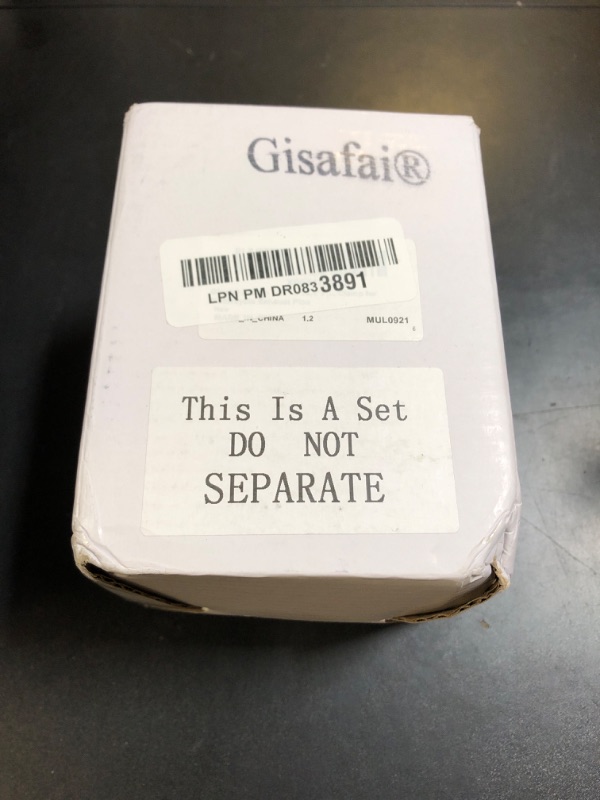 Gisafai®
LPN PM DR0833891
CHINA 1.2 MUL0921
This Is A Set
DO NOT
SEPARATE